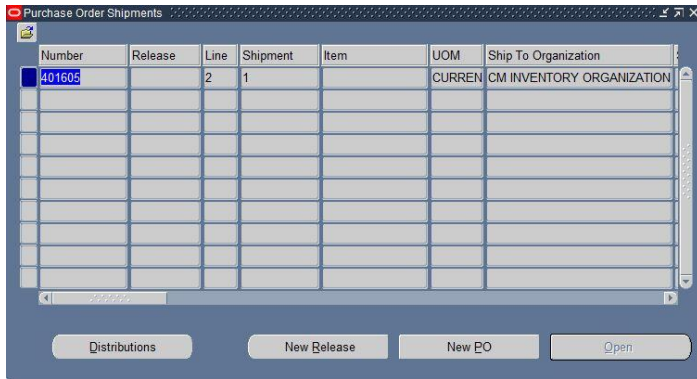 Purchase Order Shipments
Number Release Line Shipment Item UOM Ship To Organization
401605 2 1 CURREN CM INVENTORY ORGANIZATION
Distributions New Release New PO Open